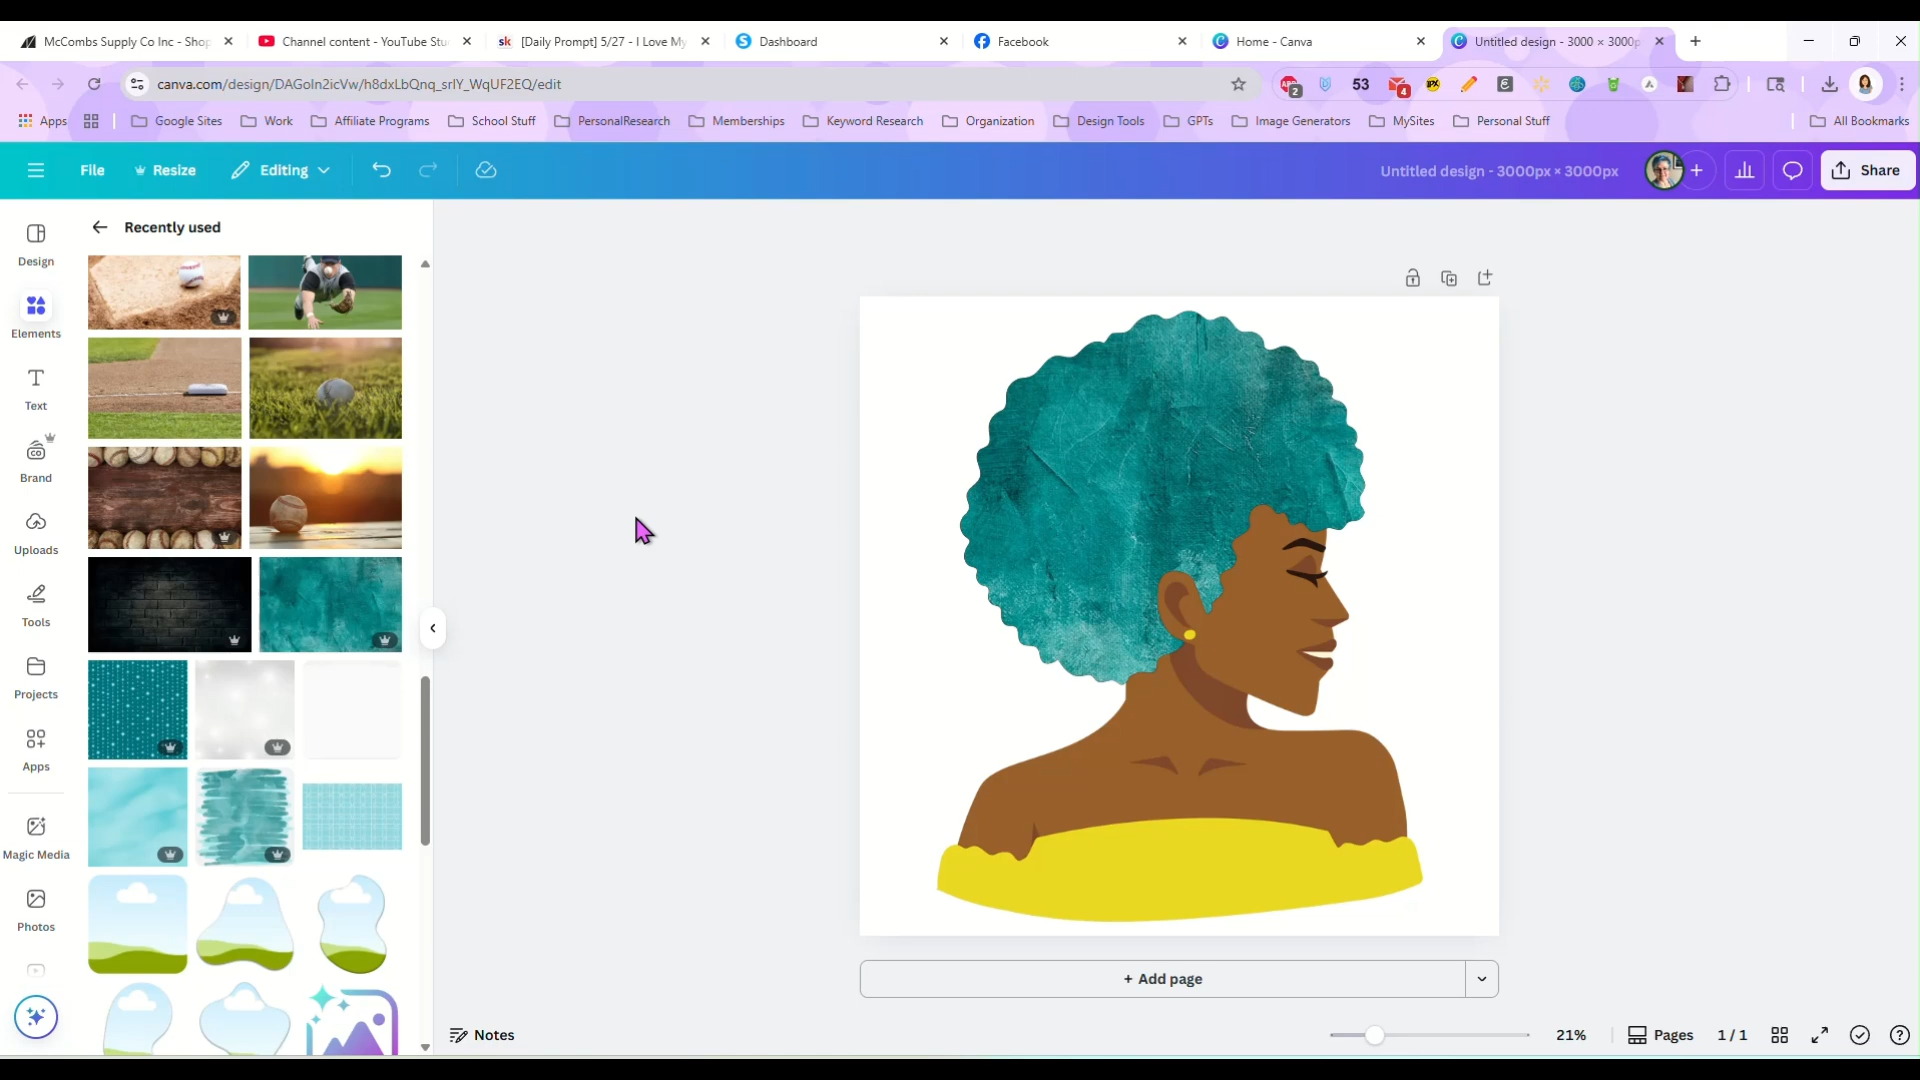 McCombs Supply Co Inc - Shop
Channel content - YouTube Stu
[Daily Prompt] 5/27 - I Love My
Dashboard
Facebook
Home - Canva
Untitled design - 3000 × 3000p
canva.com/design/DAGoIn2icVw/h8dxLbQnq_srlY_WqUF2EQ/edit
2
53
4
Apps
Google Sites
Work
Affiliate Programs
School Stuff
PersonalResearch
Memberships
Keyword Research
Organization
Design Tools
GPTs
Image Generators
MySites
Personal Stuff
All Bookmarks
File
Resize
Editing
Untitled design - 3000px × 3000px
Share
Design
Elements
Text
Brand
Uploads
Tools
Projects
Apps
Magic Media
Photos
Recently used
+ Add page
Notes
21%
Pages
1 / 1